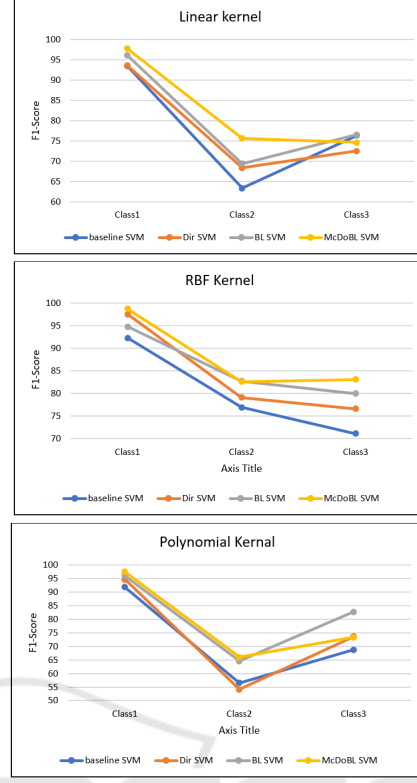 Linear kernel
100
95
90
85
80
75
70
65
60
F1-Score
Class1 Class2 Class3
baseline SVM Dir SVM BL SVM McDoBL SVM
RBF Kernel
100
95
90
85
80
75
70
F1-Score
Class1 Class2 Class3
Axis Title
baseline SVM Dir SVM BL SVM McDoBL SVM
Polynomial Kernal
100
95
90
85
80
75
70
65
60
55
50
F1-Score
Class1 Class2 Class3
Axis Title
baseline SVM Dir SVM BL SVM McDoBL SVM